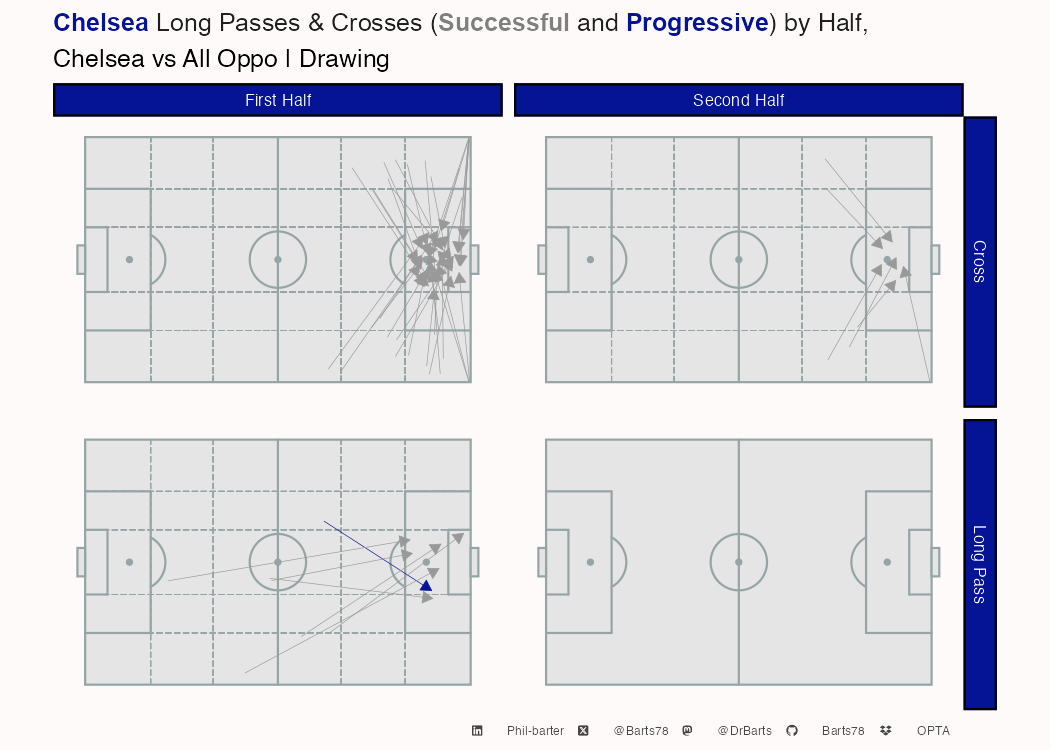 Chelsea Long Passes & Crosses (Successful and Progressive) by Half,
Chelsea vs All Oppo | Drawing
First Half
Second Half
Cross
Long Pass
Phil-barter @Barts78 @DrBarts Barts78 OPTA